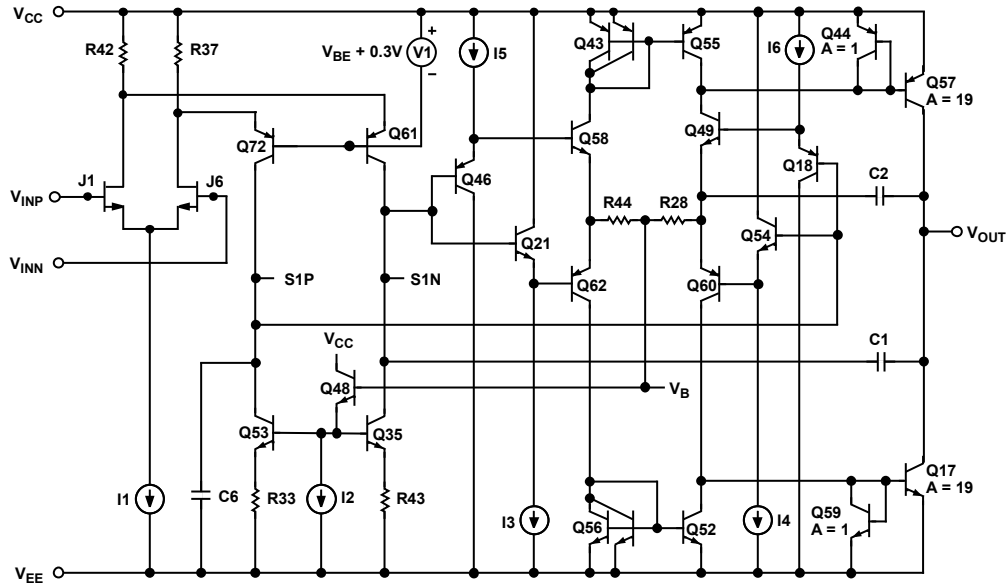 VCC
R42
R37
VBE + 0.3V
V1
+
–
I5
Q43
Q55
I6
Q44
A = 1
Q57
A = 19
Q72
Q61
Q58
Q49
Q18
Q46
J1
J6
VINP
VINN
C2
R44
R28
Q21
Q54
VOUT
S1P
S1N
Q62
Q60
VCC
C1
Q48
VB
Q53
Q35
Q17
A = 19
I1
C6
R33
I2
R43
I3
Q56
Q52
I4
Q59
A = 1
VEE